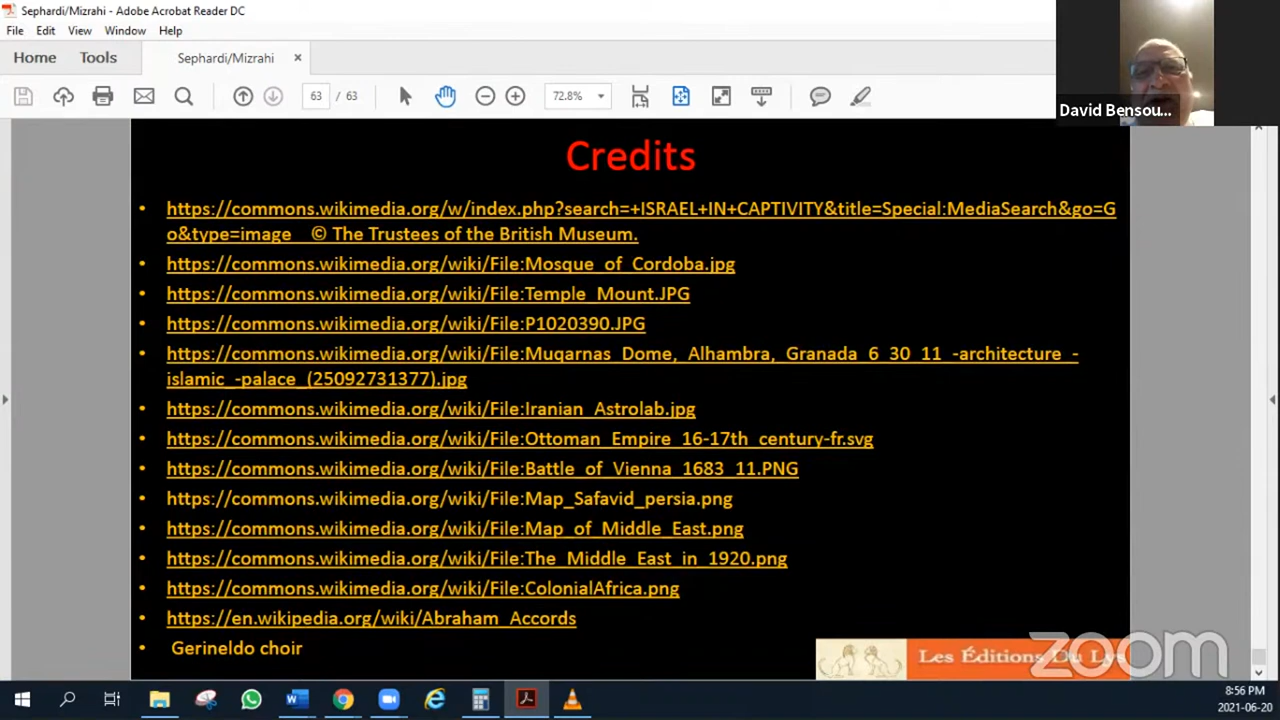 Sephardi/Mizrahi - Adobe Acrobat Reader DC
File Edit View Window Help
Home Tools Sephardi/Mizrahi ×
63 / 63 72.8%
David Bensou...
Credits
• https://commons.wikimedia.org/w/index.php?search=+ISRAEL+IN+CAPTIVITY&title=Special:MediaSearch&go=G
o&type=image © The Trustees of the British Museum.
• https://commons.wikimedia.org/wiki/File:Mosque_of_Cordoba.jpg
• https://commons.wikimedia.org/wiki/File:Temple_Mount.JPG
• https://commons.wikimedia.org/wiki/File:P1020390.JPG
• https://commons.wikimedia.org/wiki/File:Muqarnas_Dome,_Alhambra,_Granada_6_30_11_-architecture_-
islamic_-palace_(25092731377).jpg
• https://commons.wikimedia.org/wiki/File:Iranian_Astrolab.jpg
• https://commons.wikimedia.org/wiki/File:Ottoman_Empire_16-17th_century-fr.svg
• https://commons.wikimedia.org/wiki/File:Battle_of_Vienna_1683_11.PNG
• https://commons.wikimedia.org/wiki/File:Map_Safavid_persia.png
• https://commons.wikimedia.org/wiki/File:Map_of_Middle_East.png
• https://commons.wikimedia.org/wiki/File:The_Middle_East_in_1920.png
• https://commons.wikimedia.org/wiki/File:ColonialAfrica.png
• https://en.wikipedia.org/wiki/Abraham_Accords
• Gerineldo choir
Les Éditions Du Lys
zoom
8:56 PM
2021-06-20